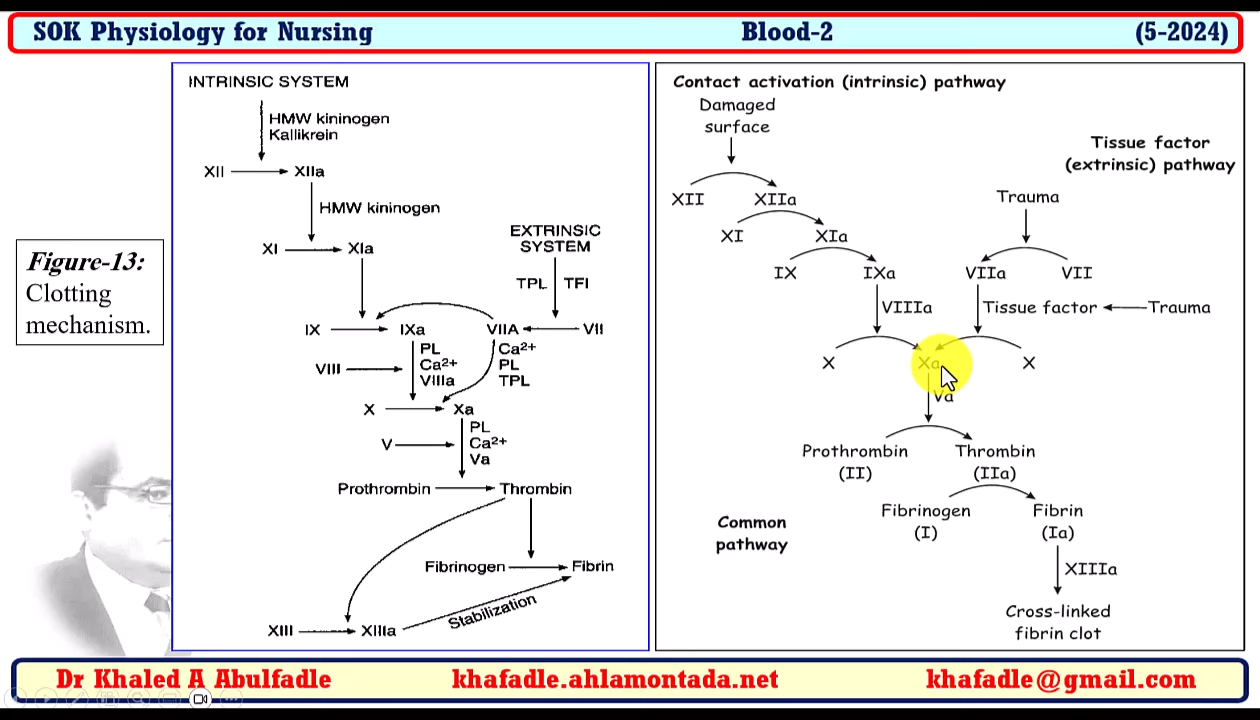 SOK Physiology for Nursing Blood-2 (5-2024)
Figure-13:
Clotting
mechanism.
INTRINSIC SYSTEM
HMW kininogen
Kallikrein
XII XIIa
HMW kininogen
EXTRINSIC
SYSTEM
XI XIa
TPL TFI
IX IXa VIIA VII
PL
Ca2+
VIIIa
VIII
Ca2+
PL
TPL
X Xa
PL
Ca2+
Va
V
Prothrombin Thrombin
Fibrinogen Fibrin
Stabilization
XIII XIIIa
Contact activation (intrinsic) pathway
Damaged
surface
Tissue factor
(extrinsic) pathway
XII XIIa
Trauma
XI XIa
IX IXa VIIa VII
VIIIa Tissue factor Trauma
X Xa X
Va
Prothrombin
(II)
Thrombin
(IIa)
Fibrinogen
(I)
Fibrin
(Ia)
Common
pathway
XIIIa
Cross-linked
fibrin clot
Dr Khaled A Abulfadle khafadle.ahlamontada.net khafadle@gmail.com